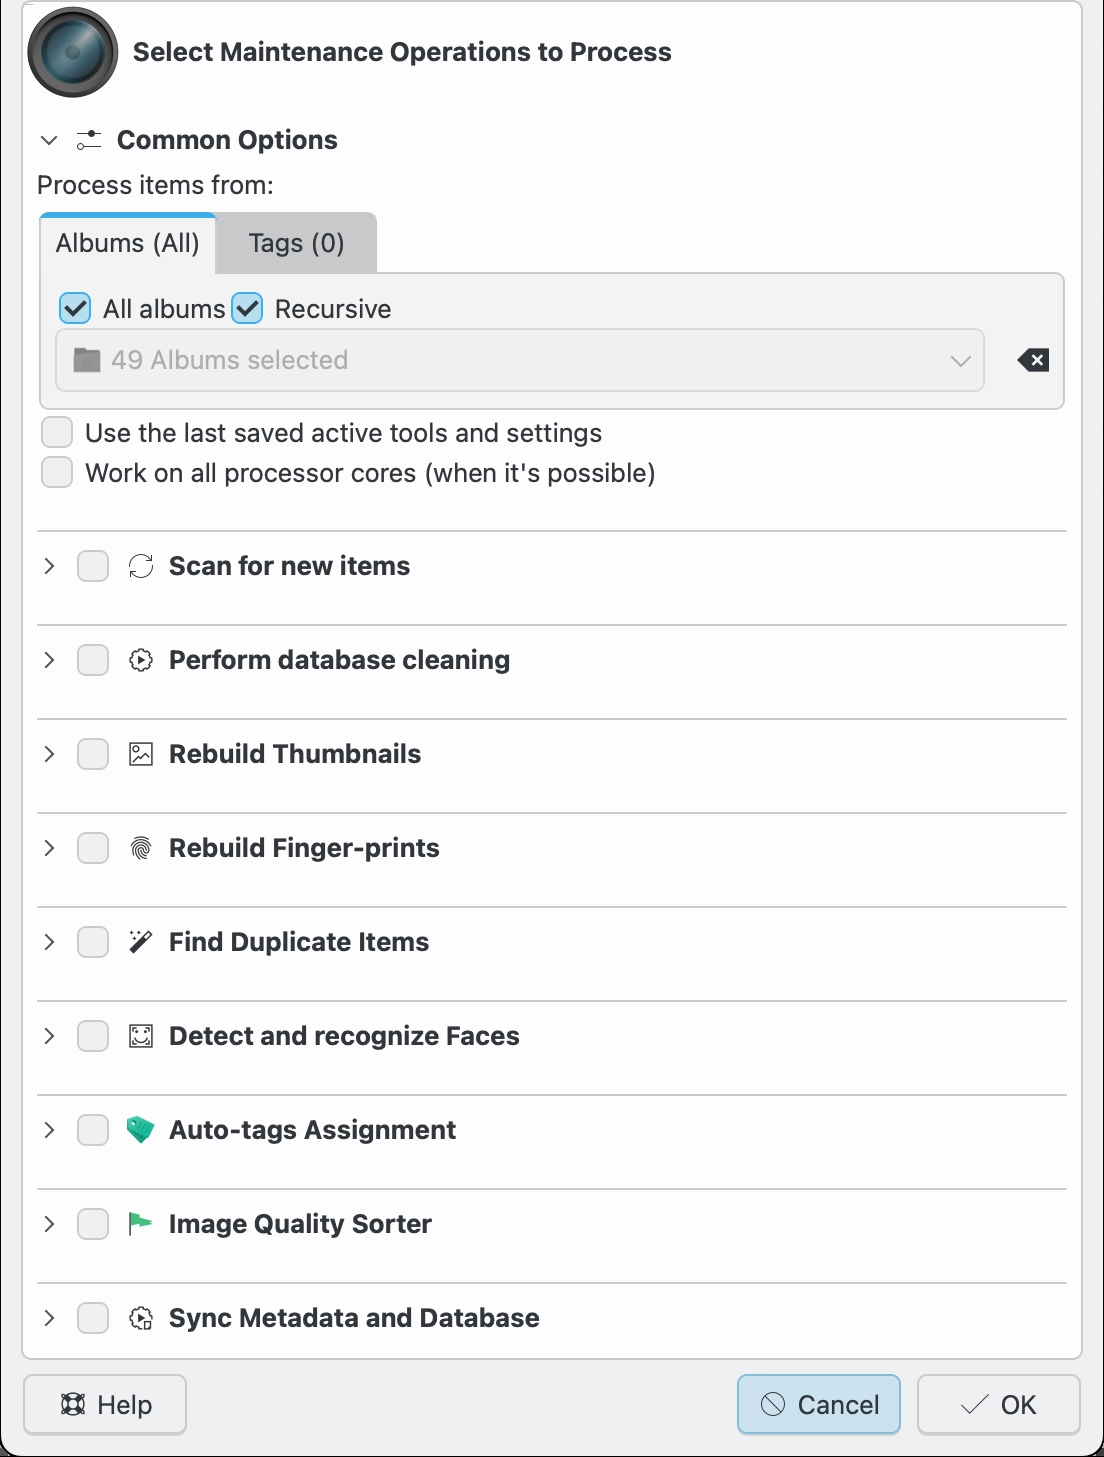 Select Maintenance Operations to Process
Common Options
Process items from:
Albums (All) Tags (0)
All albums Recursive
49 Albums selected
Use the last saved active tools and settings
Work on all processor cores (when it's possible)
Scan for new items
Perform database cleaning
Rebuild Thumbnails
Rebuild Finger-prints
Find Duplicate Items
Detect and recognize Faces
Auto-tags Assignment
Image Quality Sorter
Sync Metadata and Database
Help Cancel OK